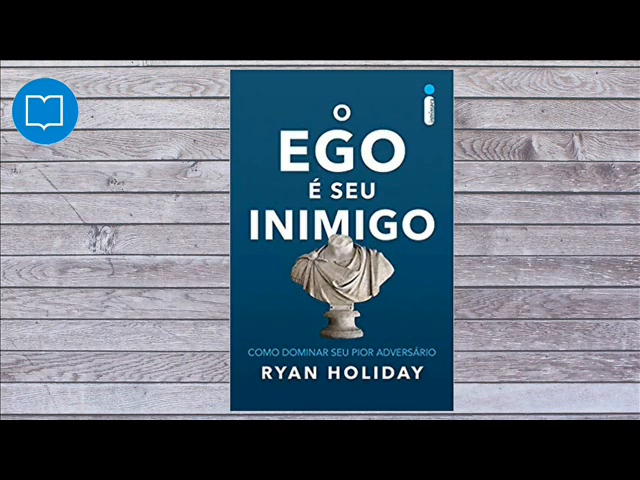 O
EGO
É SEU
INIMIGO
COMO DOMINAR SEU PIOR ADVERSÁRIO
RYAN HOLIDAY